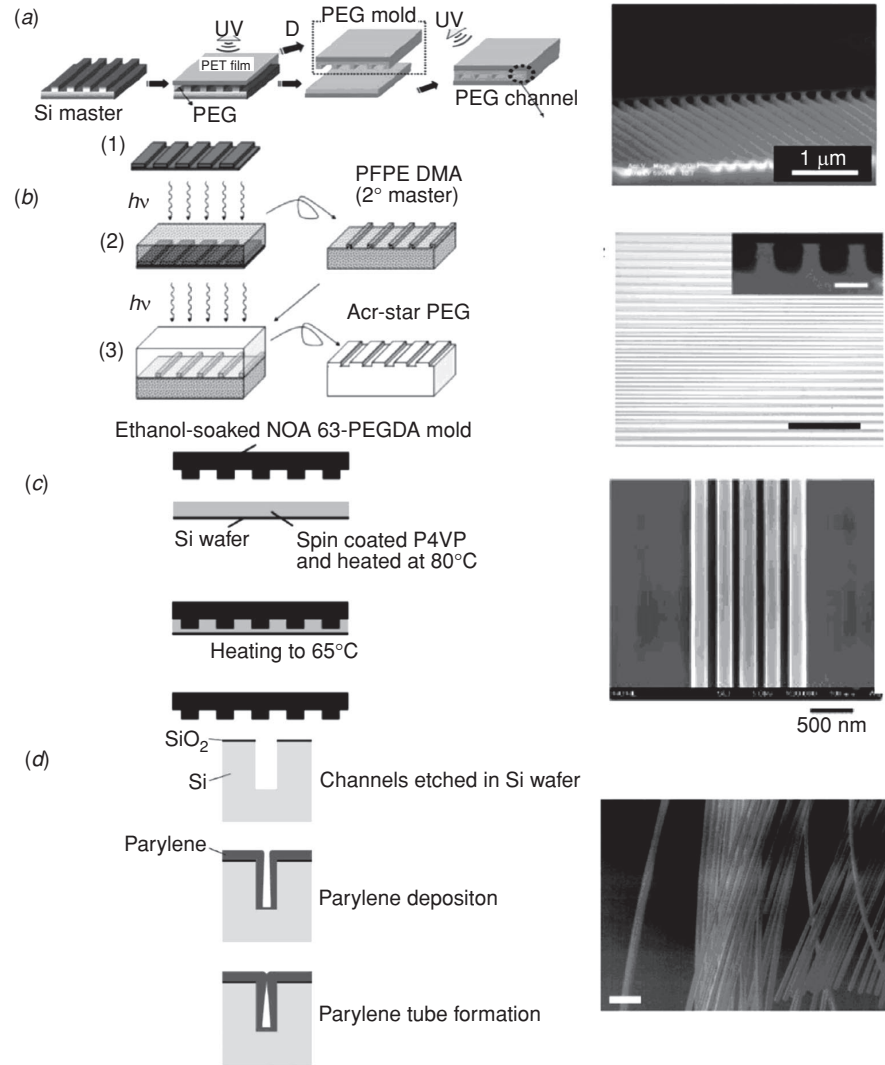 (a)
UV
D
PEG mold
UV
PET film
Si master
PEG
PEG channel
1 μm
(1)
(b)
hν
PFPE DMA
(2° master)
(2)
hν
Acr-star PEG
(3)
Ethanol-soaked NOA 63-PEGDA mold
(c)
Si wafer
Spin coated P4VP
and heated at 80°C
Heating to 65°C
500 nm
(d)
SiO₂
Si
Channels etched in Si wafer
Parylene
Parylene depositon
Parylene tube formation